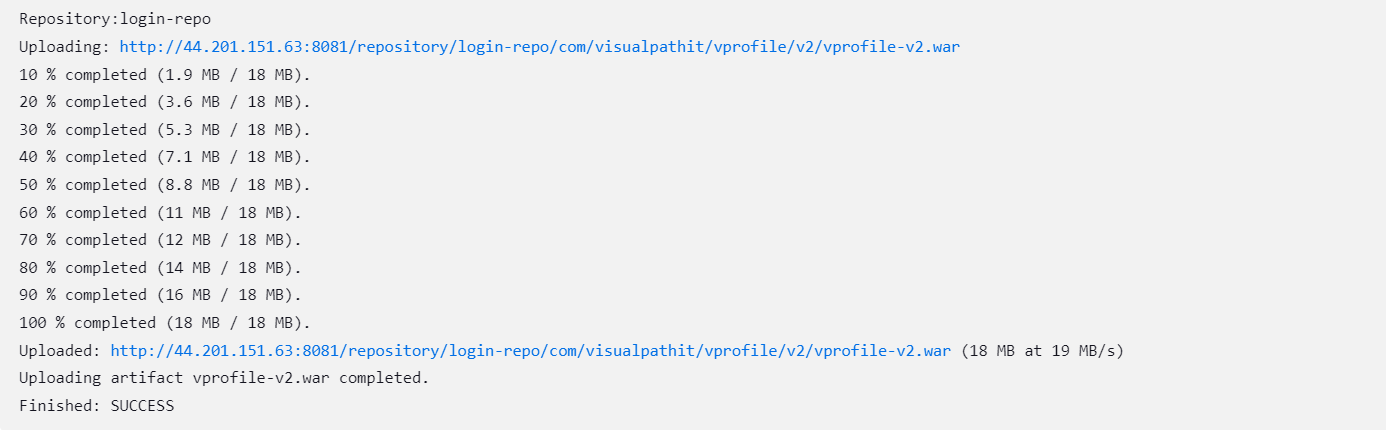 Repository:login-repo
Uploading: http://44.201.151.63:8081/repository/login-repo/com/visualpathit/vprofile/v2/vprofile-v2.war
10 % completed (1.9 MB / 18 MB).
20 % completed (3.6 MB / 18 MB).
30 % completed (5.3 MB / 18 MB).
40 % completed (7.1 MB / 18 MB).
50 % completed (8.8 MB / 18 MB).
60 % completed (11 MB / 18 MB).
70 % completed (12 MB / 18 MB).
80 % completed (14 MB / 18 MB).
90 % completed (16 MB / 18 MB).
100 % completed (18 MB / 18 MB).
Uploaded: http://44.201.151.63:8081/repository/login-repo/com/visualpathit/vprofile/v2/vprofile-v2.war (18 MB at 19 MB/s)
Uploading artifact vprofile-v2.war completed.
Finished: SUCCESS